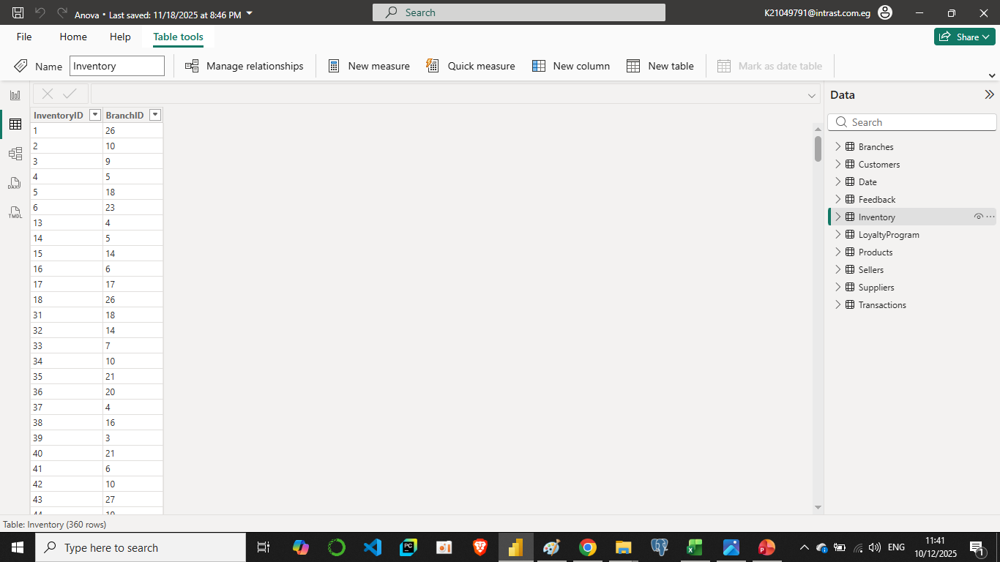 Anova • Last saved: 11/18/2025 at 8:46 PM
Search
K21049791@intrast.com.eg
File Home Help Table tools
Share
Name Inventory
Manage relationships
New measure
Quick measure
New column
New table
Mark as date table
InventoryID BranchID
1 26
2 10
3 9
4 5
5 18
6 23
13 4
14 5
15 14
16 6
17 17
18 26
31 18
32 14
33 7
34 10
35 21
36 20
37 4
38 16
39 3
40 21
41 6
42 10
43 27
44 10
DAX
TMDL
Data
Search
Branches
Customers
Date
Feedback
Inventory
LoyaltyProgram
Products
Sellers
Suppliers
Transactions
Table: Inventory (360 rows)
Type here to search
PC
P
ENG
11:41
10/12/2025
1